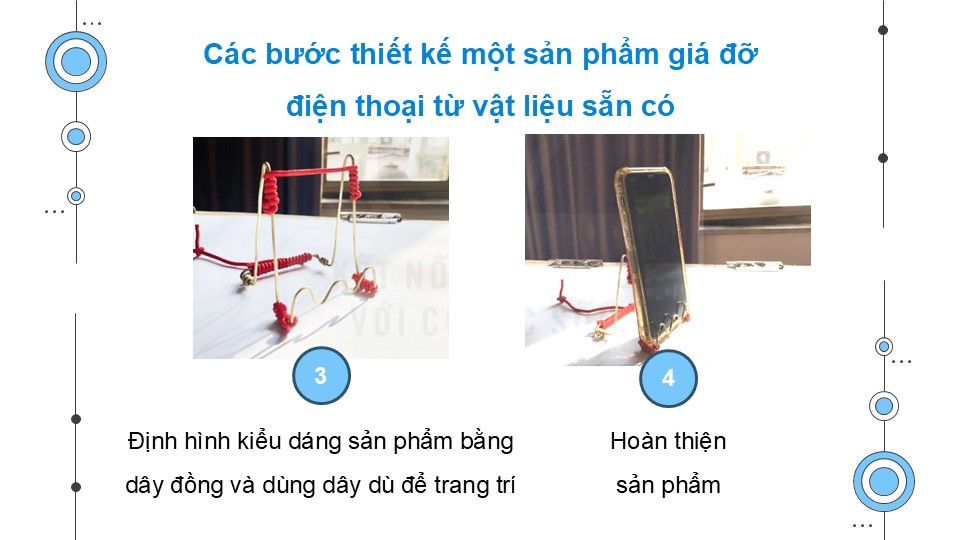 Các bước thiết kế một sản phẩm giá đỡ
điện thoại từ vật liệu sẵn có
3
4
Định hình kiểu dáng sản phẩm bằng
dây đồng và dùng dây dù để trang trí
Hoàn thiện
sản phẩm